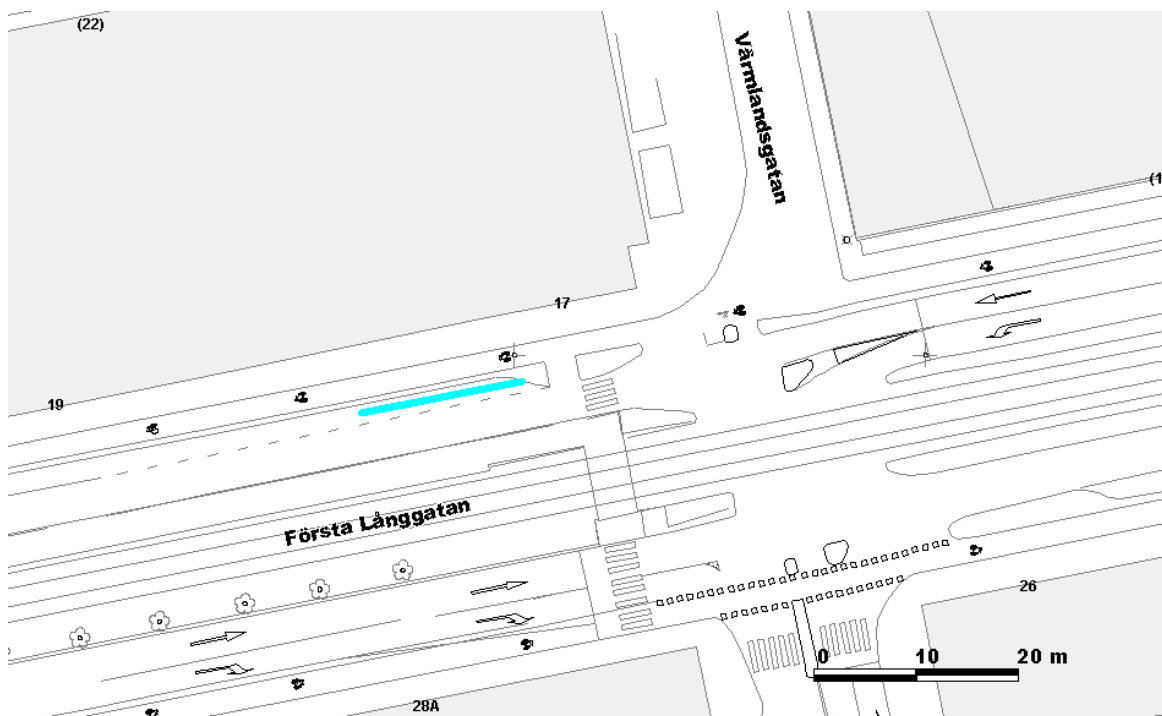 (22)
Värmlandsgatan
(1
17
19
Första Långgatan
26
0 10 20 m
28A